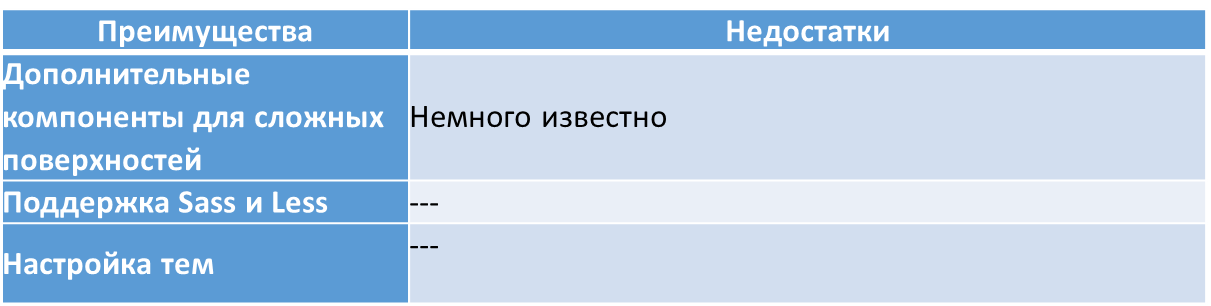 Преимущества Недостатки
Дополнительные
компоненты для сложных
поверхностей
Немного известно
Поддержка Sass и Less ---
Настройка тем ---